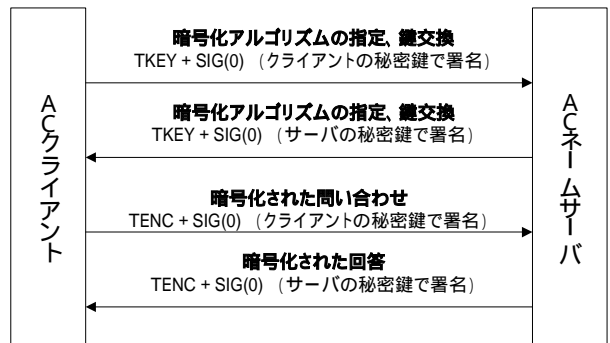 暗号化アルゴリズムの指定、鍵交換
TKEY + SIG(0) （クライアントの秘密鍵で署名）
暗号化アルゴリズムの指定、鍵交換
TKEY + SIG(0) （サーバの秘密鍵で署名）
暗号化された問い合わせ
TENC + SIG(0) （クライアントの秘密鍵で署名）
暗号化された回答
TENC + SIG(0) （サーバの秘密鍵で署名）
ACクライアント
ACネームサーバ